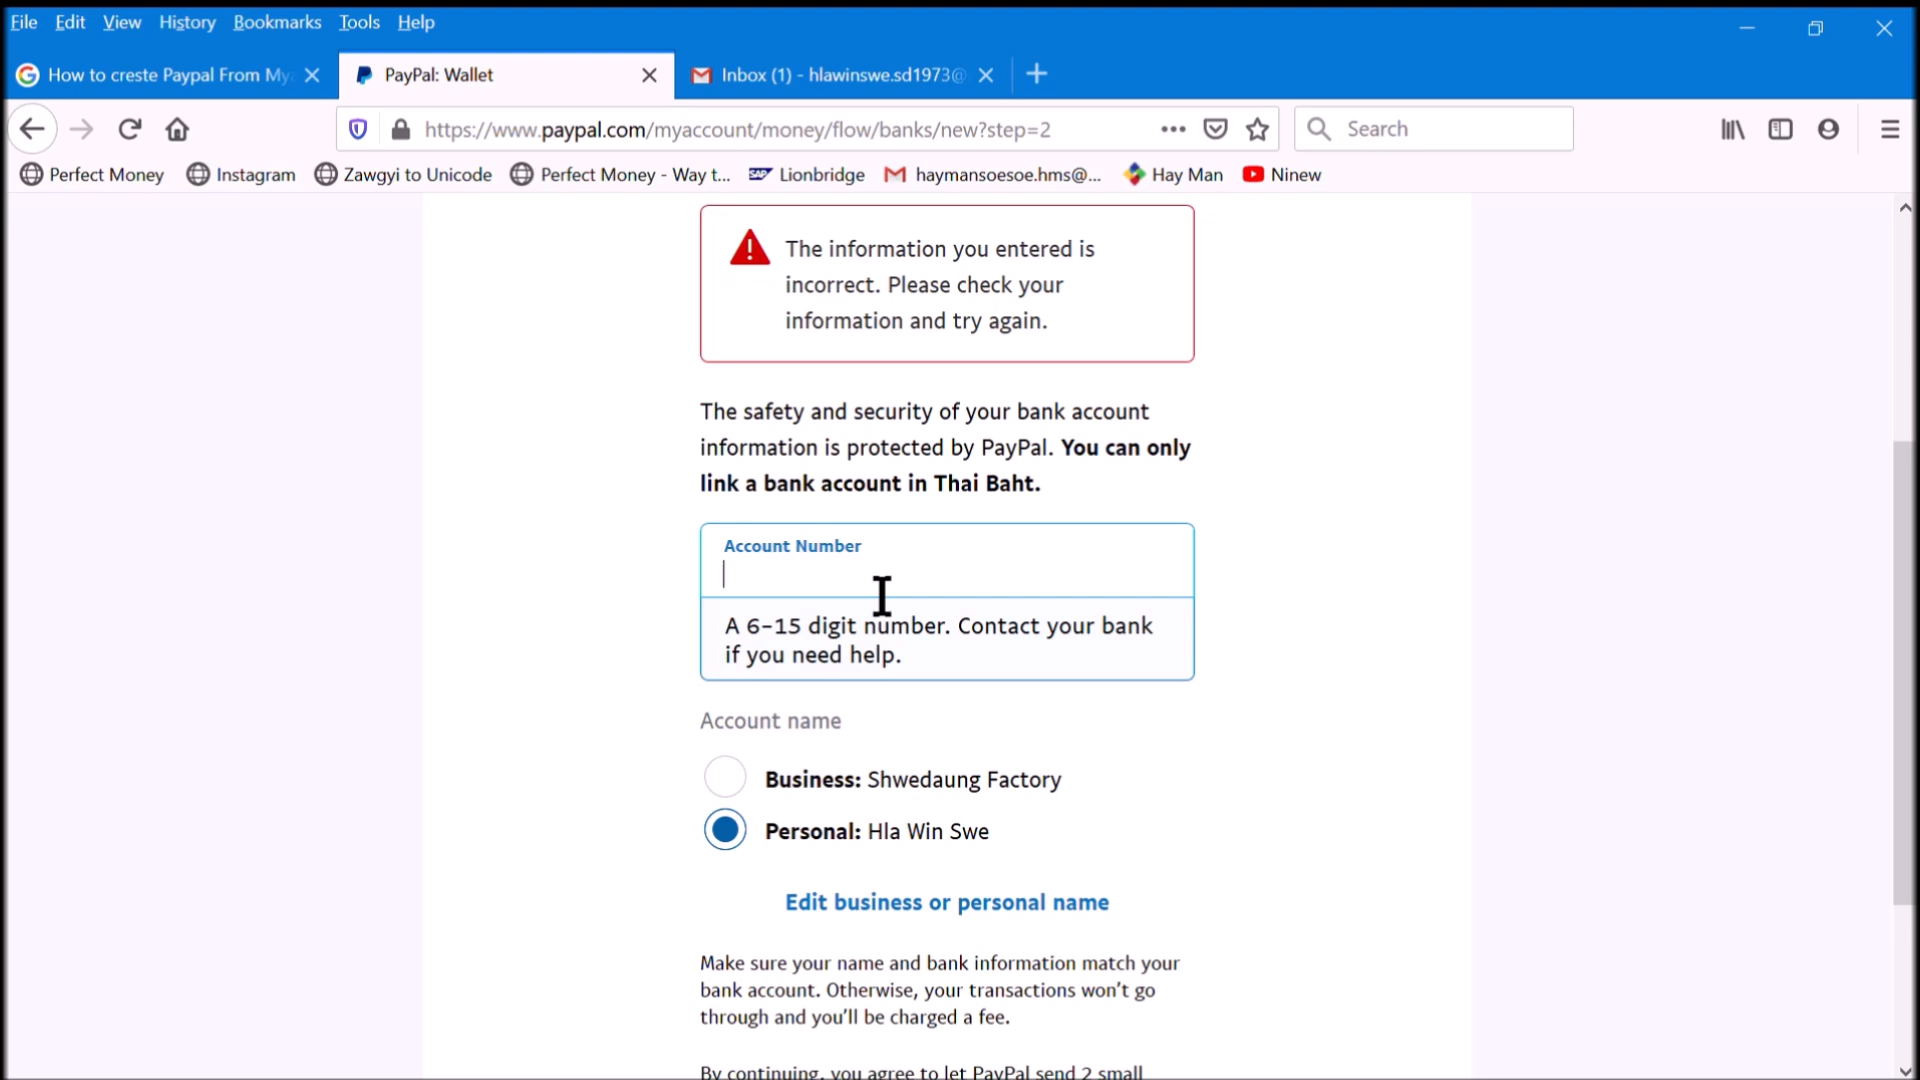 File Edit View History Bookmarks Tools Help
How to creste Paypal From My
PayPal: Wallet
Inbox (1) - hlawinswe.sd1973@
https://www.paypal.com/myaccount/money/flow/banks/new?step=2
Search
Perfect Money
Instagram
Zawgyi to Unicode
Perfect Money - Way t...
SAP Lionbridge
haymansoesoe.hms@...
Hay Man
Ninew
The information you entered is
incorrect. Please check your
information and try again.
The safety and security of your bank account
information is protected by PayPal. You can only
link a bank account in Thai Baht.
Account Number
A 6-15 digit number. Contact your bank
if you need help.
Account name
Business: Shwedaung Factory
Personal: Hla Win Swe
Edit business or personal name
Make sure your name and bank information match your
bank account. Otherwise, your transactions won't go
through and you'll be charged a fee.
By continuing, you agree to let PayPal send 2 small